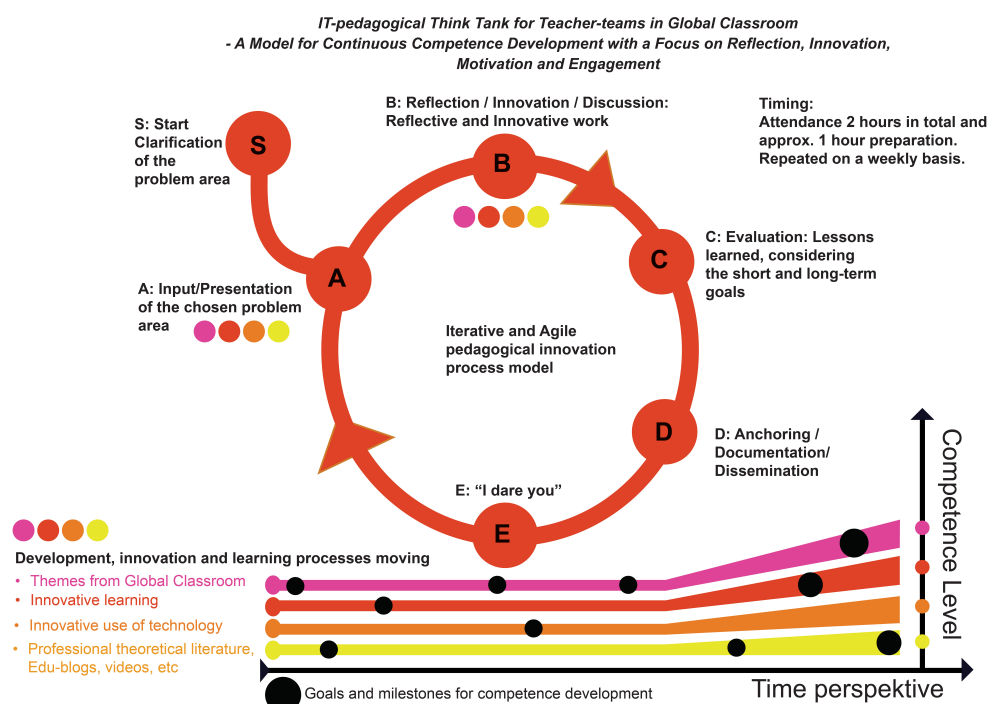 IT-pedagogical Think Tank for Teacher-teams in Global Classroom
- A Model for Continuous Competence Development with a Focus on Reflection, Innovation,
Motivation and Engagement
B: Reflection / Innovation / Discussion:
Reflective and Innovative work
Timing:
Attendance 2 hours in total and
approx. 1 hour preparation.
Repeated on a weekly basis.
S: Start
Clarification
of the
problem area
S
B
C
C: Evaluation: Lessons
learned, considering
the short and long-term
goals
A
A: Input/Presentation
of the chosen problem
area
Iterative and Agile
pedagogical innovation
process model
D
D: Anchoring /
Documentation/
Dissemination
E: “I dare you”
E
Development, innovation and learning processes moving
• Themes from Global Classroom
• Innovative learning
• Innovative use of technology
• Professional theoretical literature,
Edu-blogs, videos, etc
Competence Level
Time perspektive
Goals and milestones for competence development